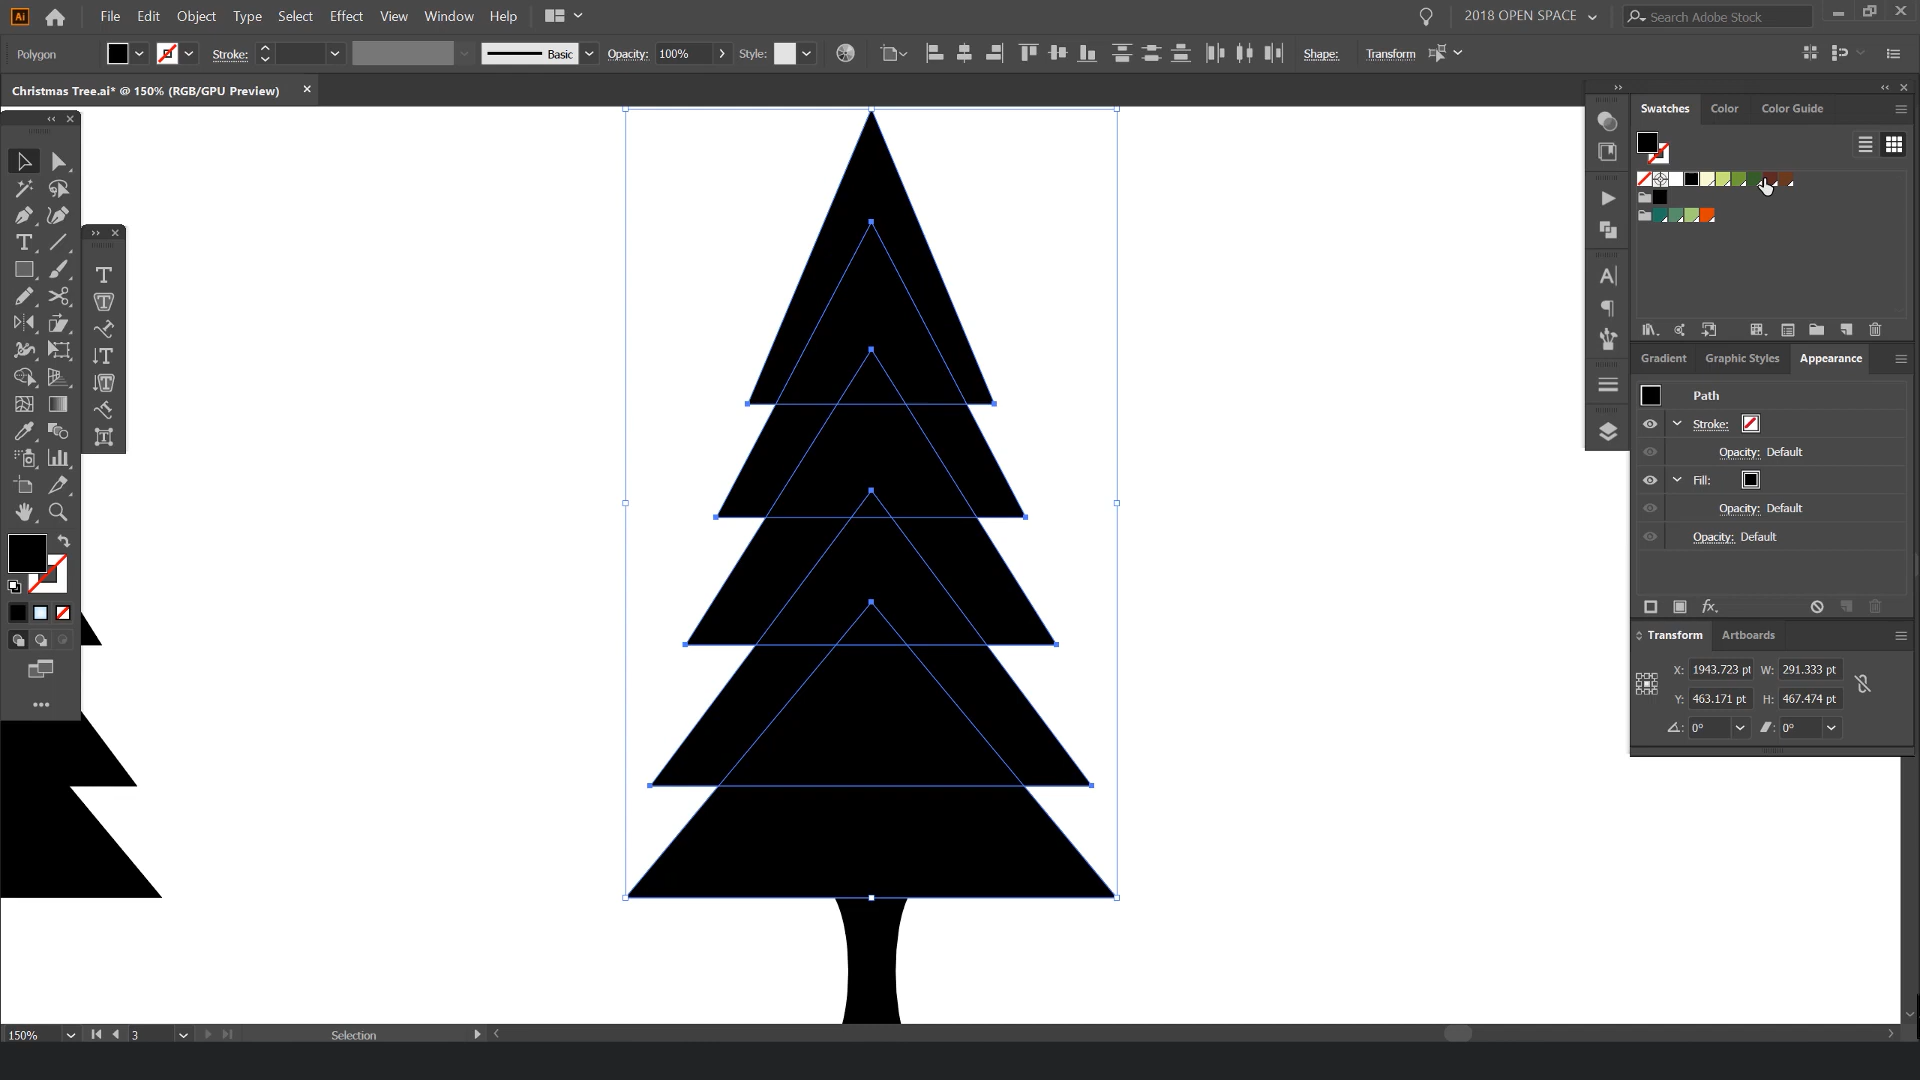 Ai File Edit Object Type Select Effect View Window Help 2018 OPEN SPACE Search Adobe Stock
Polygon Stroke: Basic Opacity: 100% Style: Shape: Transform
Christmas Tree.ai* @ 150% (RGB/GPU Preview)
Swatches Color Color Guide
Gradient Graphic Styles Appearance
Path
Stroke:
Opacity: Default
Fill:
Opacity: Default
Opacity: Default
fx.
Transform Artboards
X: 1943.723 pt W: 291.333 pt
Y: 463.171 pt H: 467.474 pt
0° 0°
150% 3 Selection